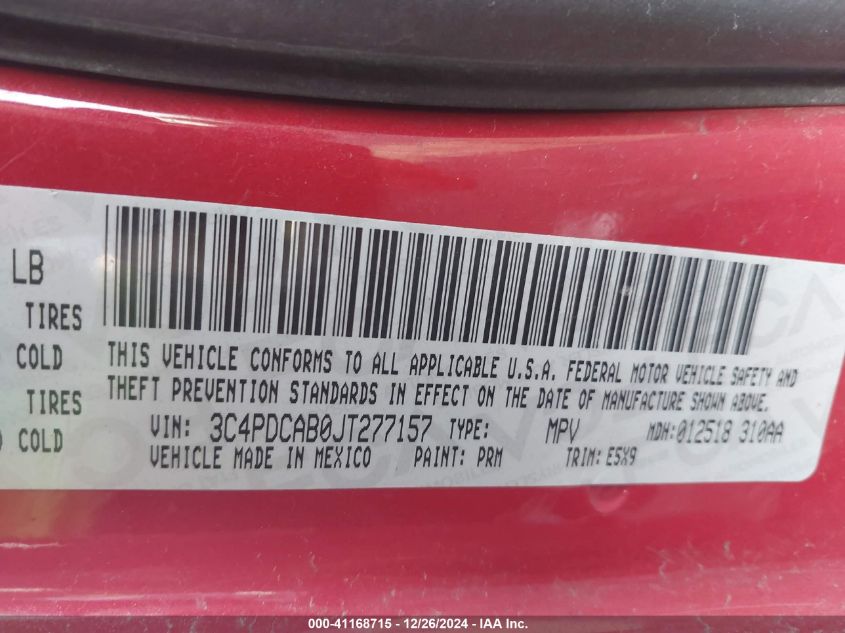 LB
TIRES
COLD
TIRES
COLD
THIS VEHICLE CONFORMS TO ALL APPLICABLE U.S.A. FEDERAL MOTOR VEHICLE SAFETY AND
THEFT PREVENTION STANDARDS IN EFFECT ON THE DATE OF MANUFACTURE SHOWN ABOVE.
VIN: 3C4PDCAB0JT277157 TYPE: MPV MDH:012518 310AA
VEHICLE MADE IN MEXICO PAINT: PRM TRIM: E5X9
000-41168715 - 12/26/2024 - IAA Inc.